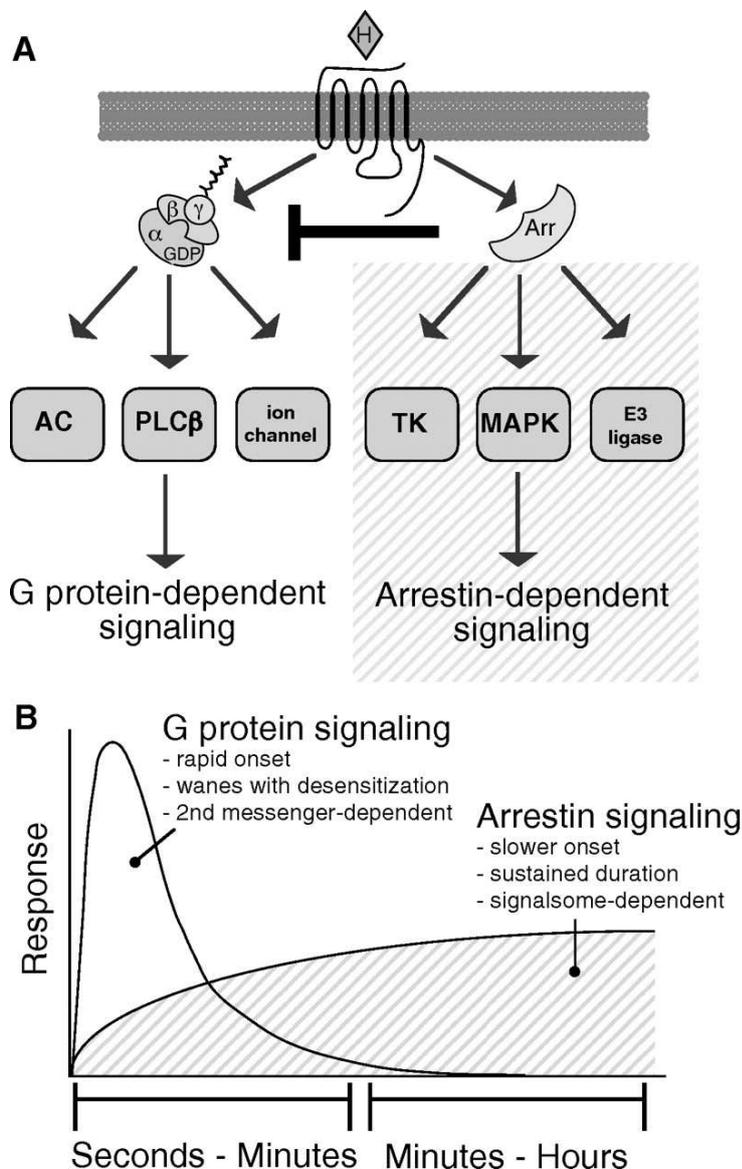 A
H
β
γ
α
GDP
Arr
AC
PLCβ
ion
channel
TK
MAPK
E3
ligase
G protein-dependent
signaling
Arrestin-dependent
signaling
B
G protein signaling
- rapid onset
- wanes with desensitization
- 2nd messenger-dependent
Arrestin signaling
- slower onset
- sustained duration
- signalsome-dependent
Response
Seconds - Minutes
Minutes - Hours